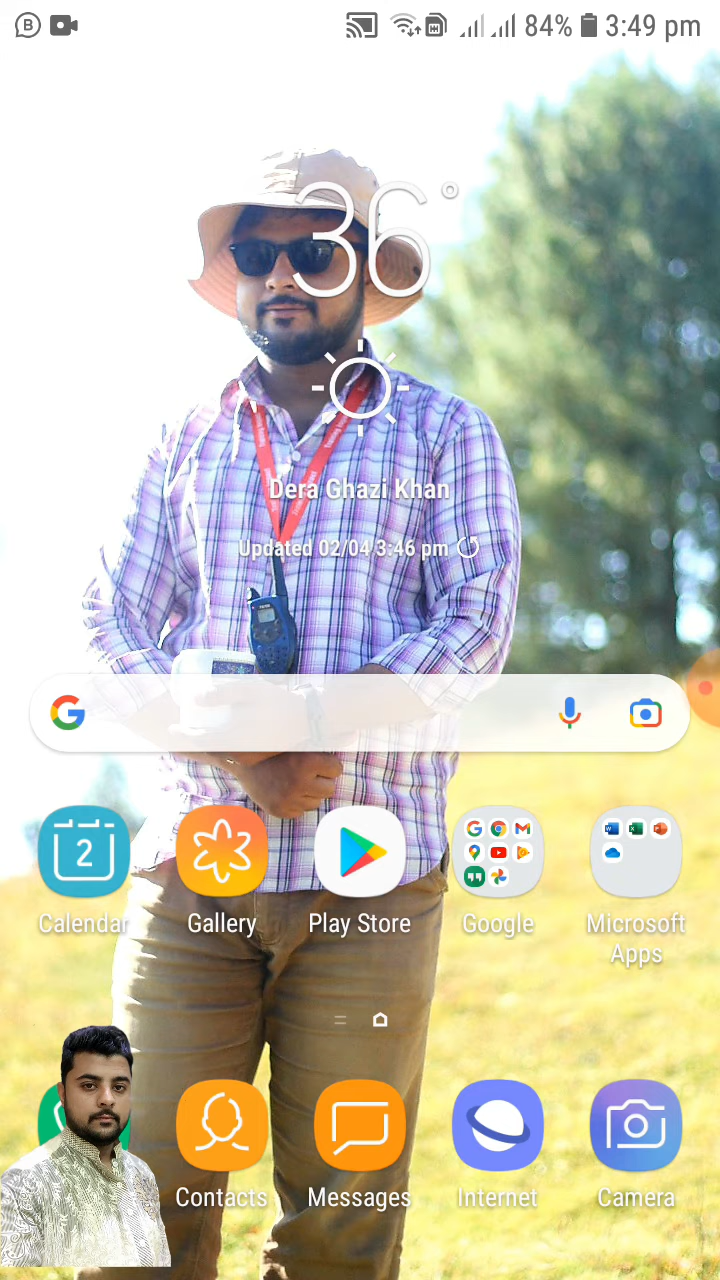 84% 3:49 pm
36°
Dera Ghazi Khan
Updated 02/04 3:46 pm
2
Calendar
Gallery
Play Store
Google
Microsoft
Apps
Contacts
Messages
Internet
Camera